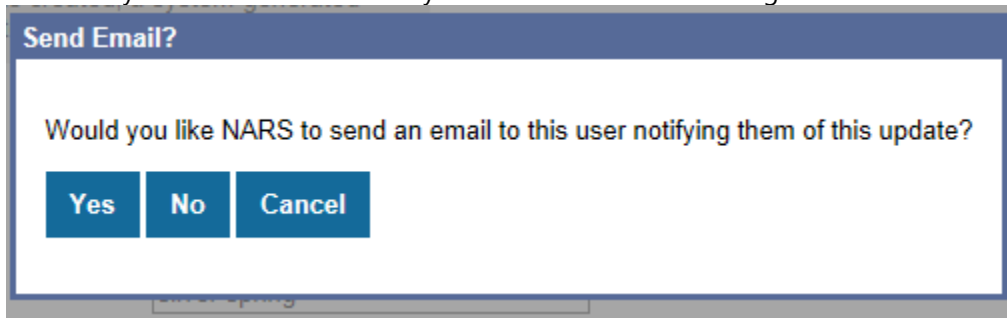 Send Email?
Would you like NARS to send an email to this user notifying them of this update?
Yes No Cancel